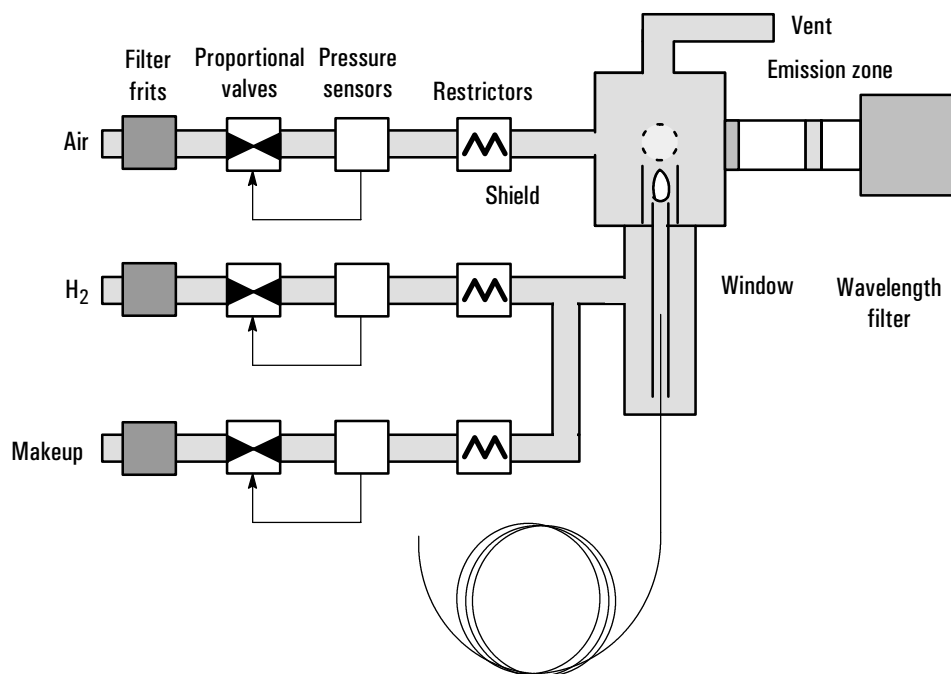 Vent
Filter
frits
Proportional
valves
Pressure
sensors
Restrictors
Emission zone
Air
Shield
H2
Window
Wavelength
filter
Makeup